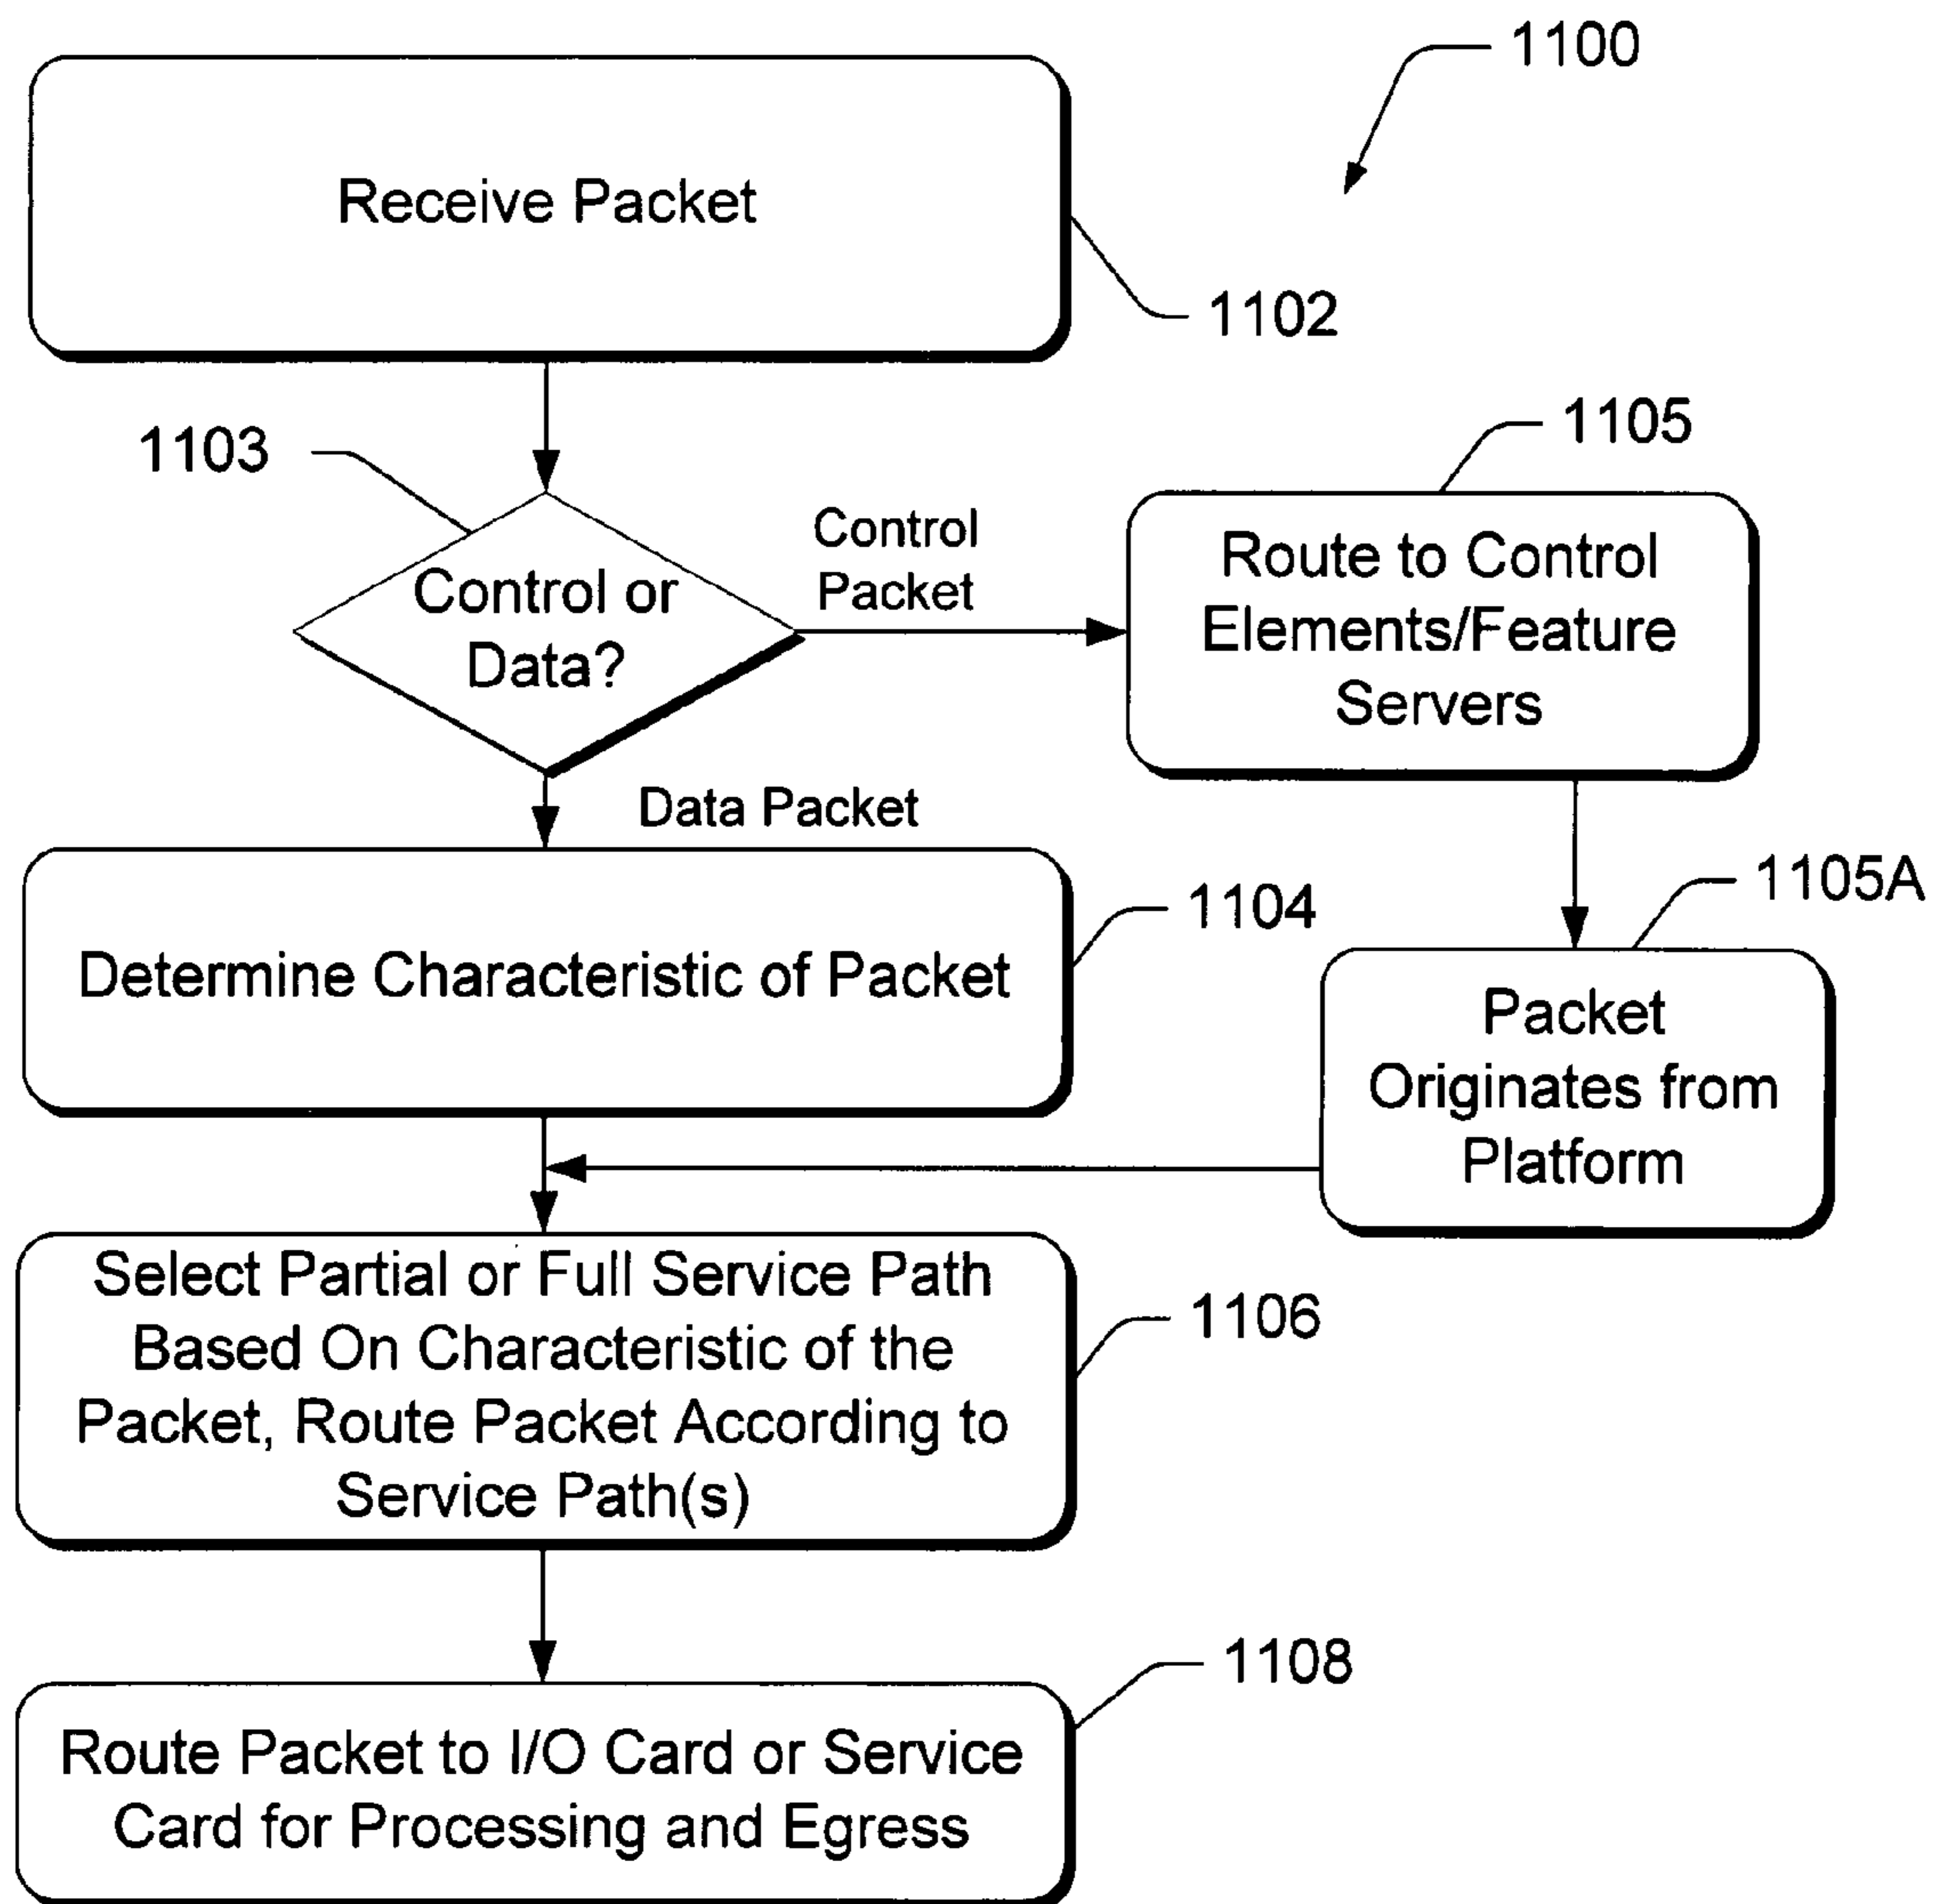 1100
Receive Packet
1102
1103
Control or
Data?
Control
Packet
1105
Route to Control
Elements/Feature
Servers
Data Packet
1104
Determine Characteristic of Packet
1105A
Packet
Originates from
Platform
Select Partial or Full Service Path
Based On Characteristic of the
Packet, Route Packet According to
Service Path(s)
1106
1108
Route Packet to I/O Card or Service
Card for Processing and Egress